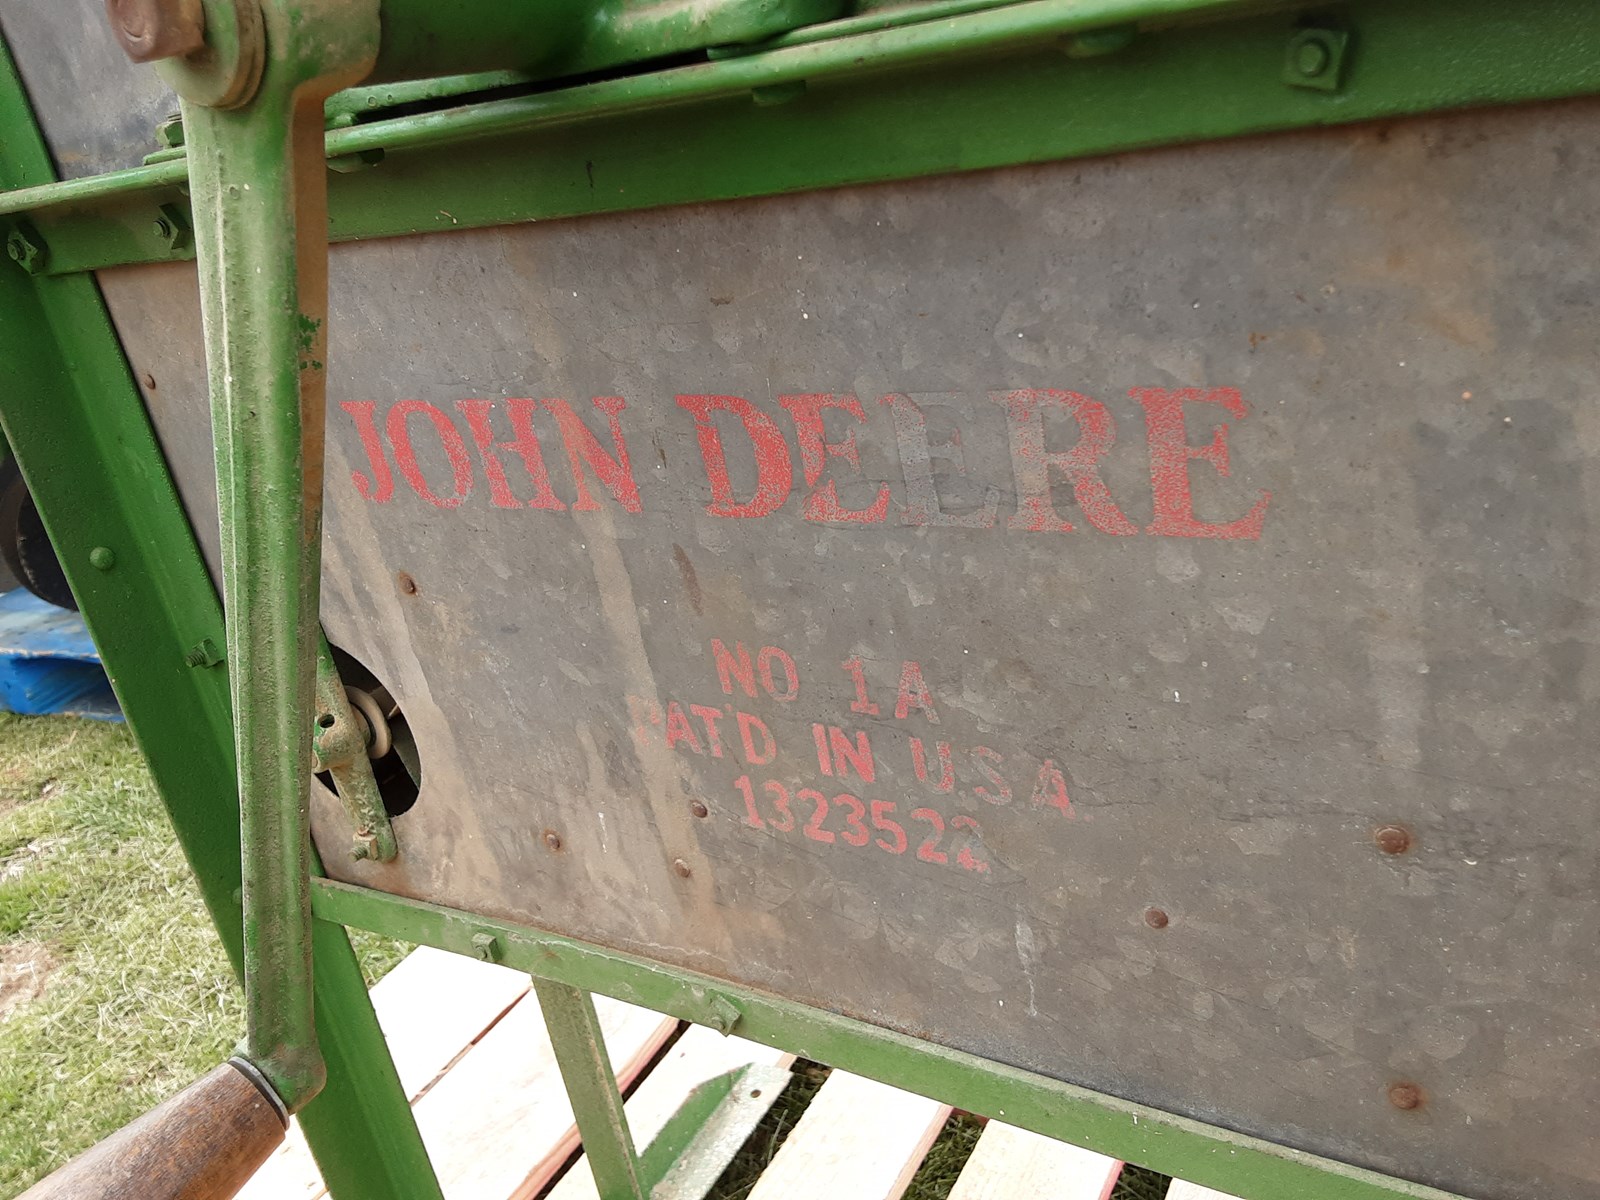 JOHN DEERE
NO 1A
PAT'D IN U.S.A.
1323522